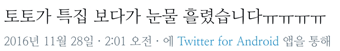 토토가 특집 보다가 눈물 흘렸습니다ㅠㅠㅠㅠ
2016년 11월 28일 · 2:01 오전 · 에 Twitter for Android 앱을 통해